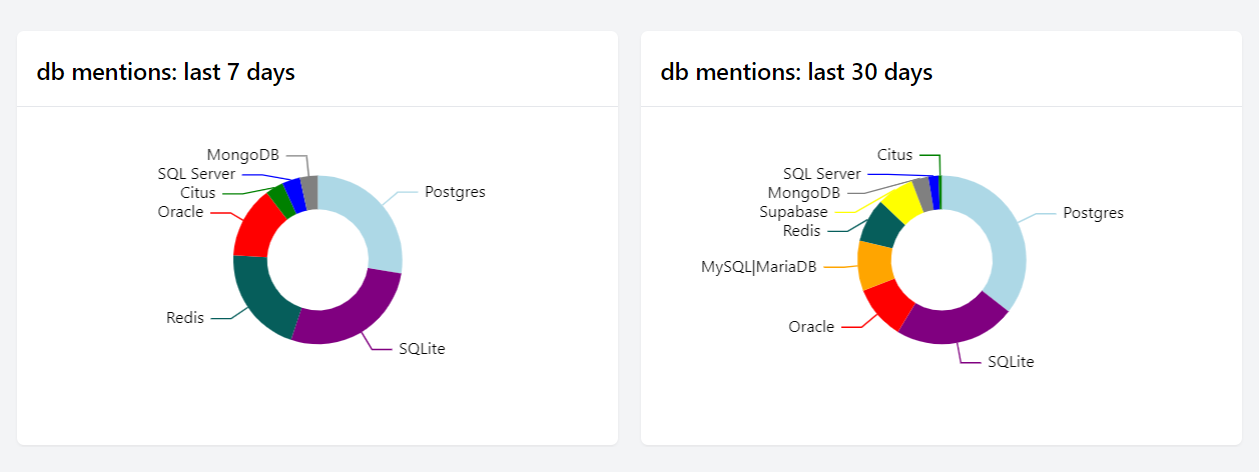 db mentions: last 7 days
MongoDB
SQL Server
Citus
Oracle
Redis
Postgres
SQLite
db mentions: last 30 days
Citus
SQL Server
MongoDB
Supabase
Redis
MySQL|MariaDB
Oracle
Postgres
SQLite